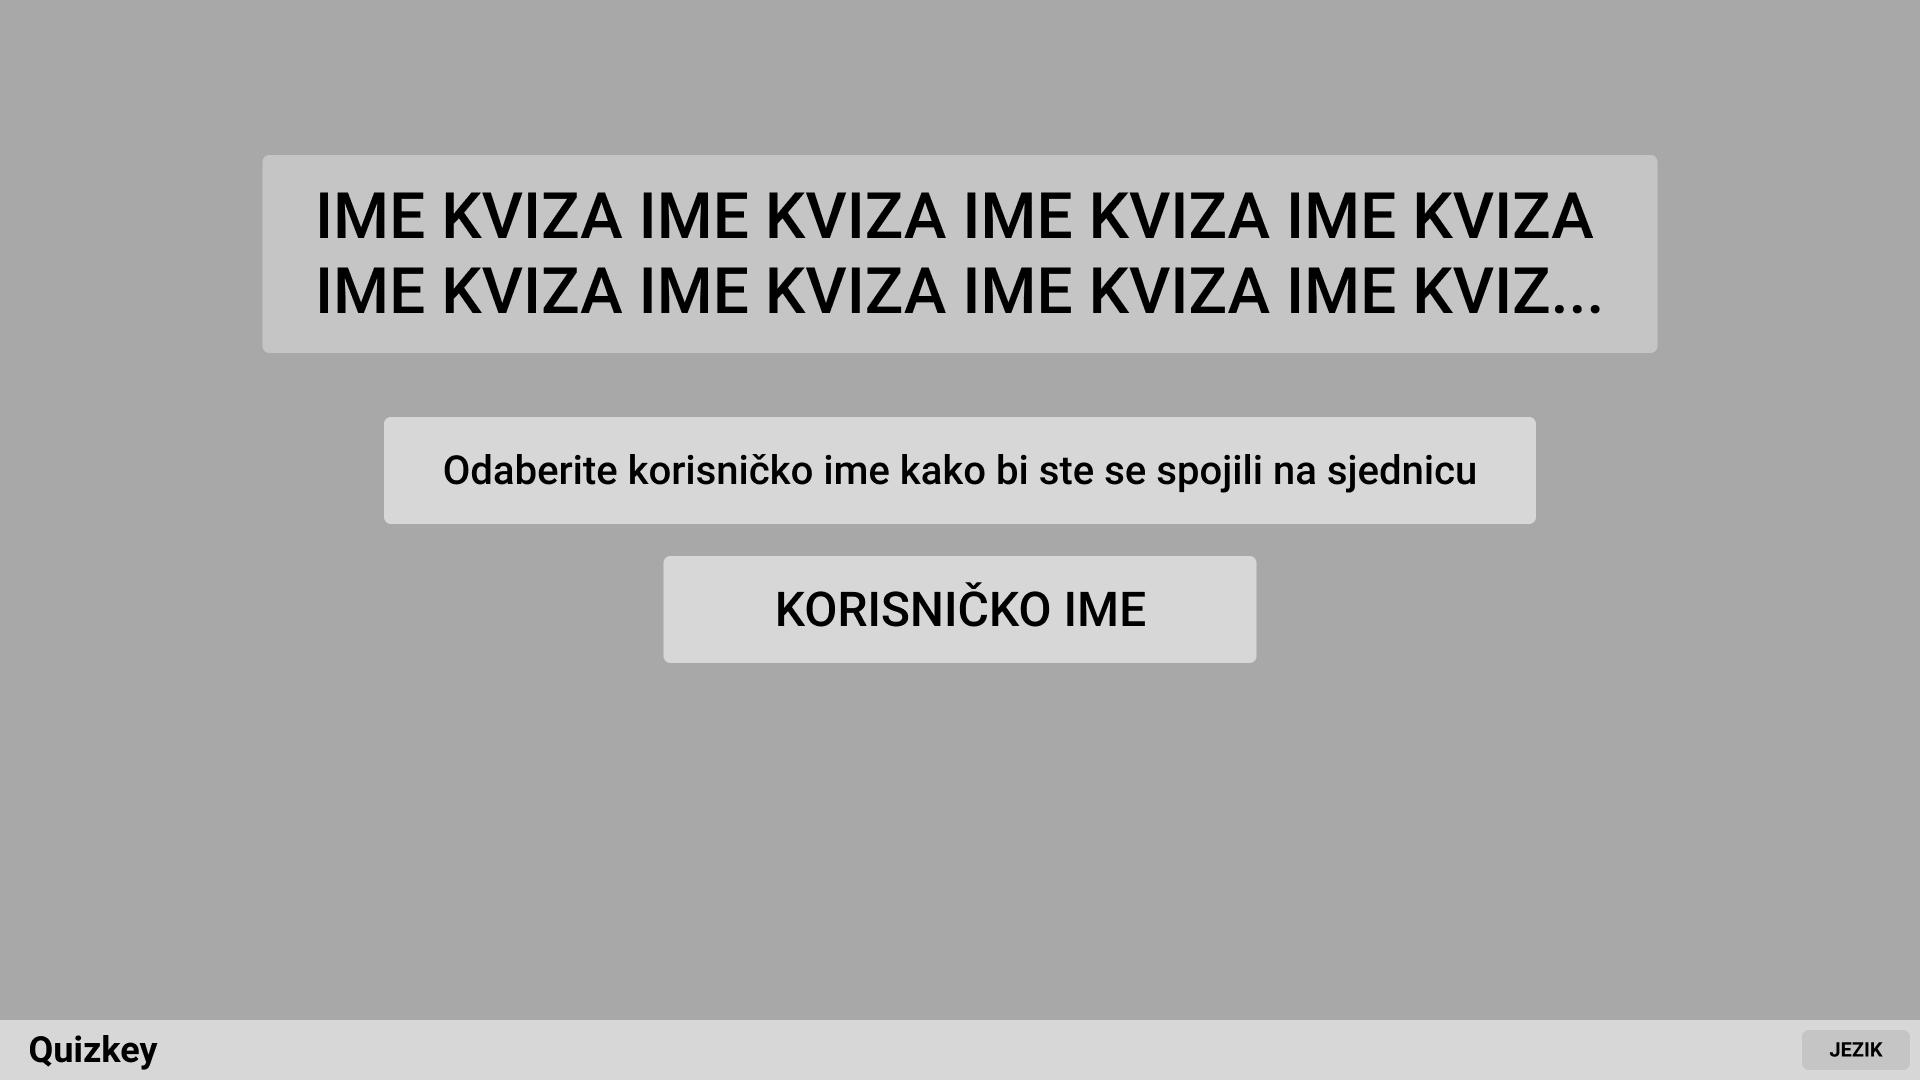 IME KVIZA IME KVIZA IME KVIZA IME KVIZA
IME KVIZA IME KVIZA IME KVIZA IME KVIZ...
Odaberite korisničko ime kako bi ste se spojili na sjednicu
KORISNIČKO IME
Quizkey
JEZIK